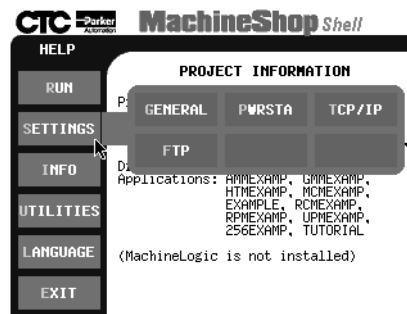 CTC Parker Automation MachineShop Shell
HELP
PROJECT INFORMATION
RUN
GENERAL PWRSTA TCP/IP
SETTINGS
FTP
INFO
Applications: AMMEXAMP, GMMEXAMP,
HTMEXAMP, MCMEXAMP,
EXAMPLE, RCMEXAMP,
UTILITIES
RPMEXAMP, UPMEXAMP,
256EXAMP, TUTORIAL
LANGUAGE
(MachineLogic is not installed)
EXIT